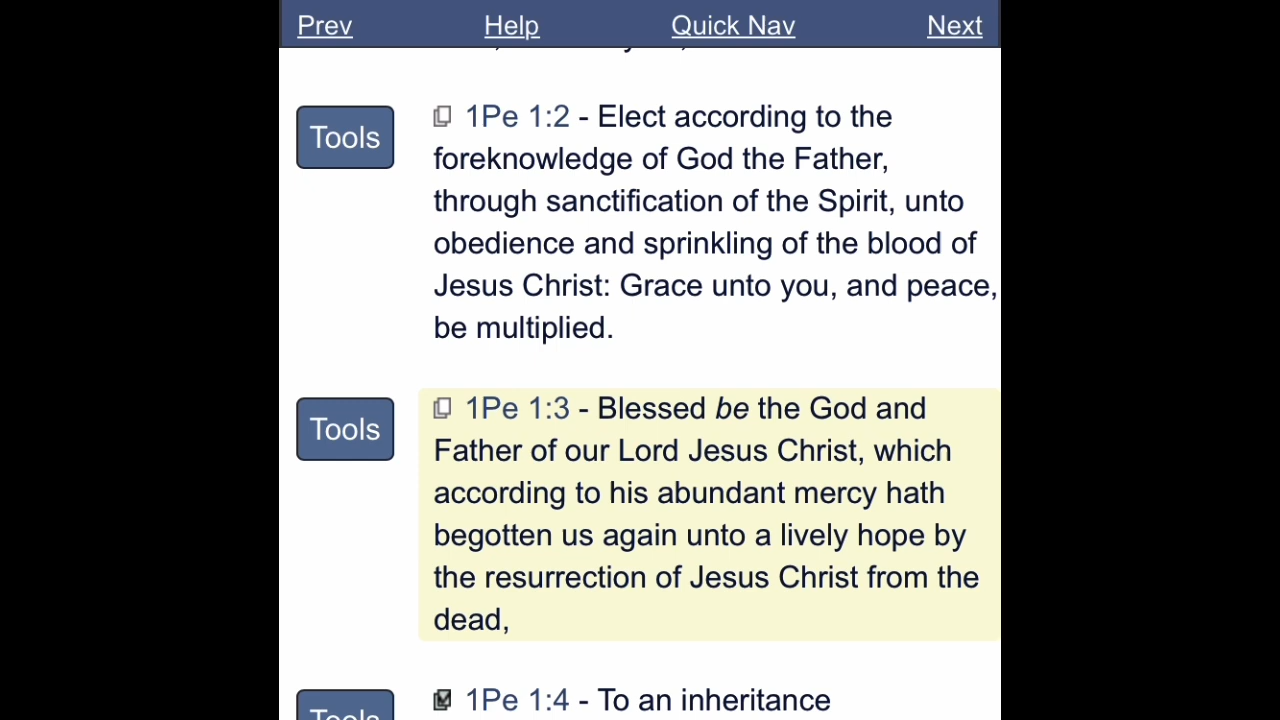 Prev Help Quick Nav Next
Tools
1Pe 1:2 - Elect according to the
foreknowledge of God the Father,
through sanctification of the Spirit, unto
obedience and sprinkling of the blood of
Jesus Christ: Grace unto you, and peace,
be multiplied.
Tools
1Pe 1:3 - Blessed be the God and
Father of our Lord Jesus Christ, which
according to his abundant mercy hath
begotten us again unto a lively hope by
the resurrection of Jesus Christ from the
dead,
Tools
1Pe 1:4 - To an inheritance